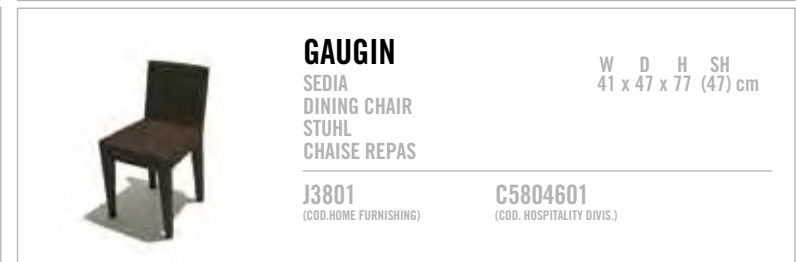 GAUGIN
SEDIA
DINING CHAIR
STUHL
CHAISE REPAS
W D H SH
41 x 47 x 77 (47) cm
J3801
(COD.HOME FURNISHING)
C5804601
(COD. HOSPITALITY DIVIS.)